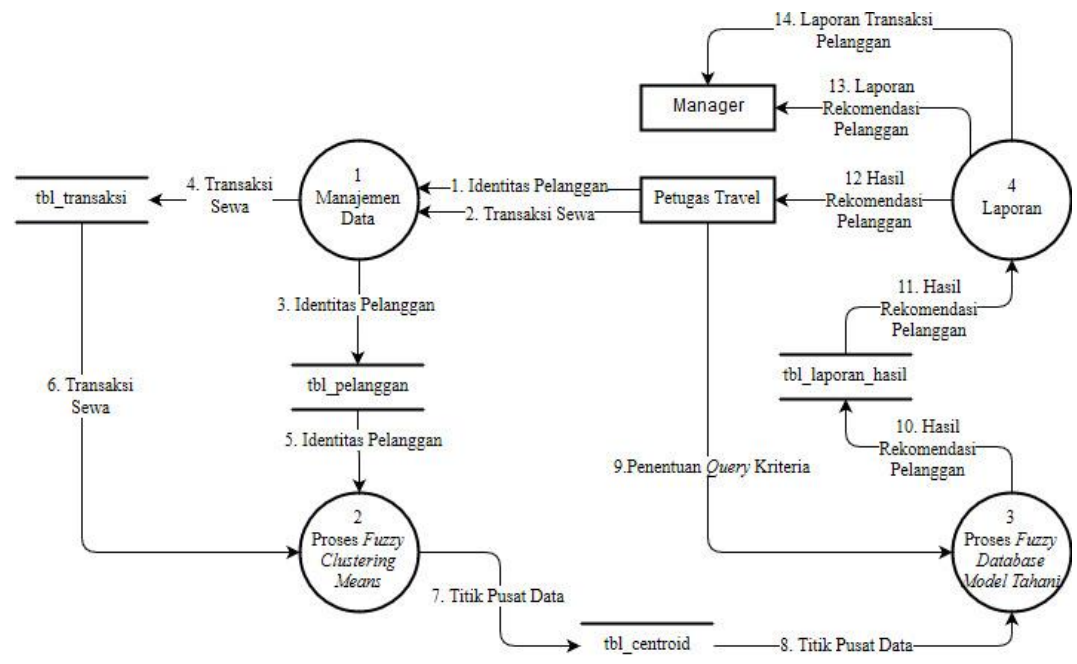 14. Laporan Transaksi
Pelanggan
Manager
13. Laporan
Rekomendasi
Pelanggan
tbl_transaksi
4. Transaksi
Sewa
1
Manajemen
Data
1. Identitas Pelanggan
2. Transaksi Sewa
Petugas Travel
12 Hasil
Rekomendasi
Pelanggan
4
Laporan
3. Identitas Pelanggan
11. Hasil
Rekomendasi
Pelanggan
6. Transaksi
Sewa
tbl_pelanggan
tbl_laporan_hasil
5. Identitas Pelanggan
10. Hasil
Rekomendasi
Pelanggan
9.Penentuan Query Kriteria
2
Proses Fuzzy
Clustering
Means
3
Proses Fuzzy
Database
Model Tahani
7. Titik Pusat Data
tbl_centroid
8. Titik Pusat Data